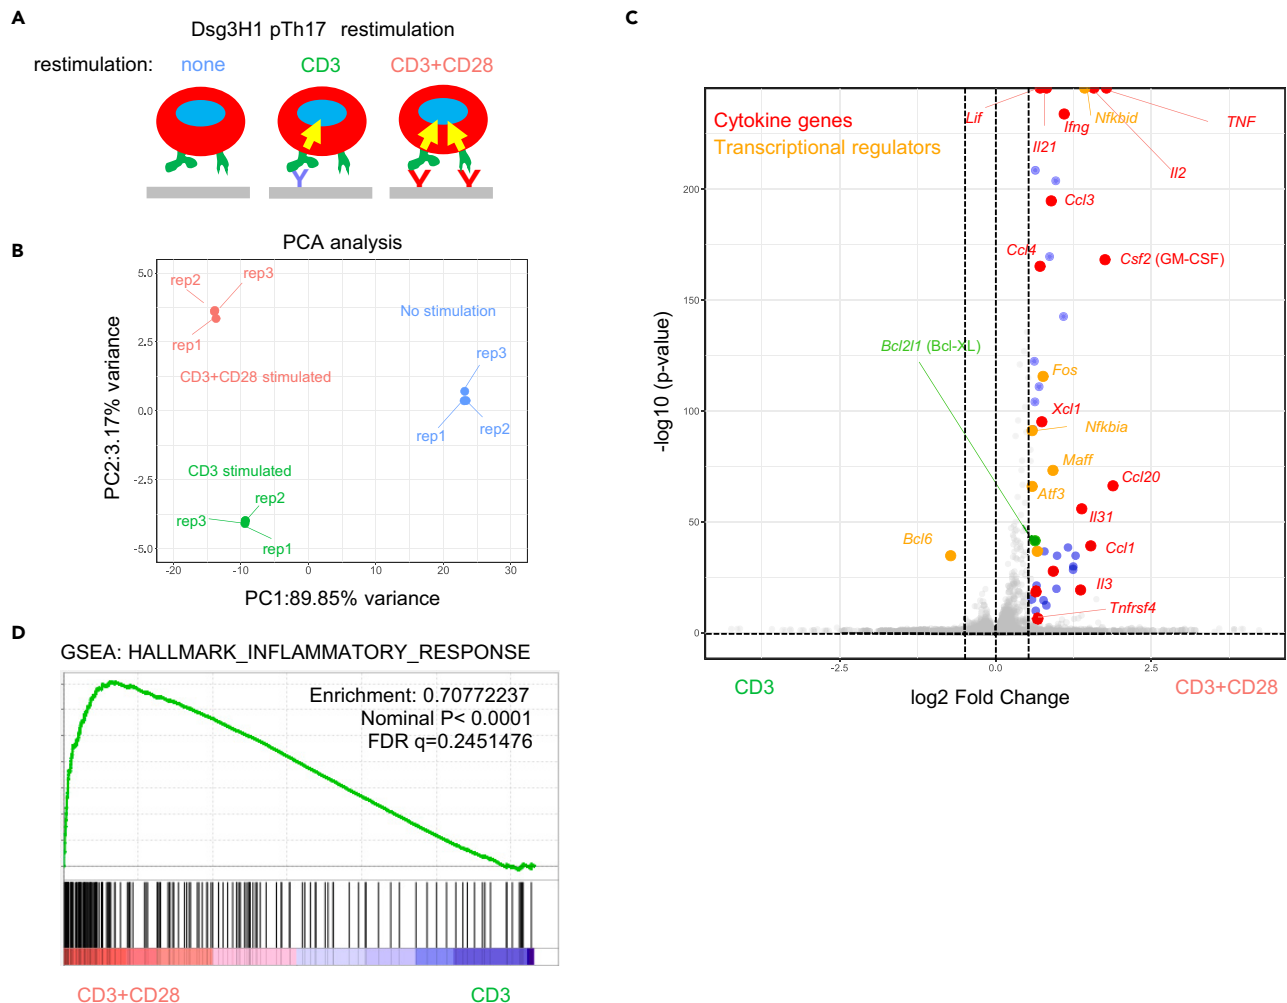 A
Dsg3H1 pTh17 restimulation
restimulation: none CD3 CD3+CD28
B
PCA analysis
5.0
2.5
0.0
-2.5
-5.0
PC2:3.17% variance
rep2 rep3
rep1
CD3+CD28 stimulated
No stimulation
rep3
rep1 rep2
CD3 stimulated
rep2
rep3
rep1
-20 -10 0 10 20 30
PC1:89.85% variance
C
Cytokine genes
Transcriptional regulators
Lif
Ifng
Nfkbid
TNF
Il21
Il2
Ccl3
Ccl4
Csf2 (GM-CSF)
Bcl2l1 (Bcl-XL)
Fos
Xcl1
Nfkbia
Maff
Atf3
Ccl20
Il31
Bcl6
Ccl1
Il3
Tnfrsf4
200
150
100
50
0
-log10 (p-value)
-2.5 0.0 2.5
CD3 log2 Fold Change CD3+CD28
D
GSEA: HALLMARK_INFLAMMATORY_RESPONSE
Enrichment: 0.70772237
Nominal P< 0.0001
FDR q=0.2451476
CD3+CD28 CD3